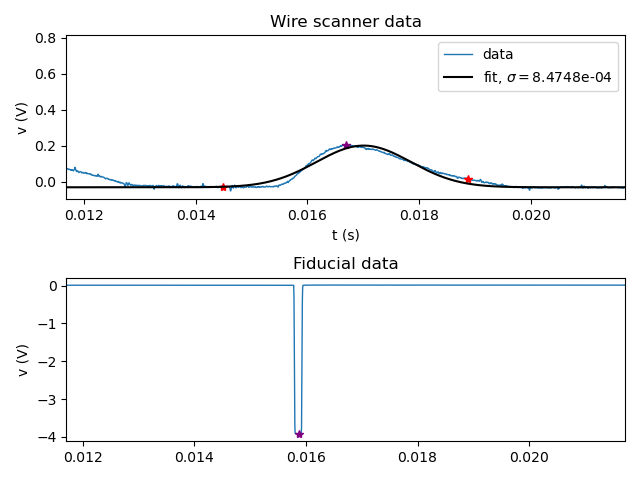 Wire scanner data
0.8
0.6
0.4
0.2
0.0
v (V)
data
fit, σ = 8.4748e-04
0.012 0.014 0.016 0.018 0.020
t (s)
Fiducial data
0
−1
−2
−3
−4
v (V)
0.012 0.014 0.016 0.018 0.020